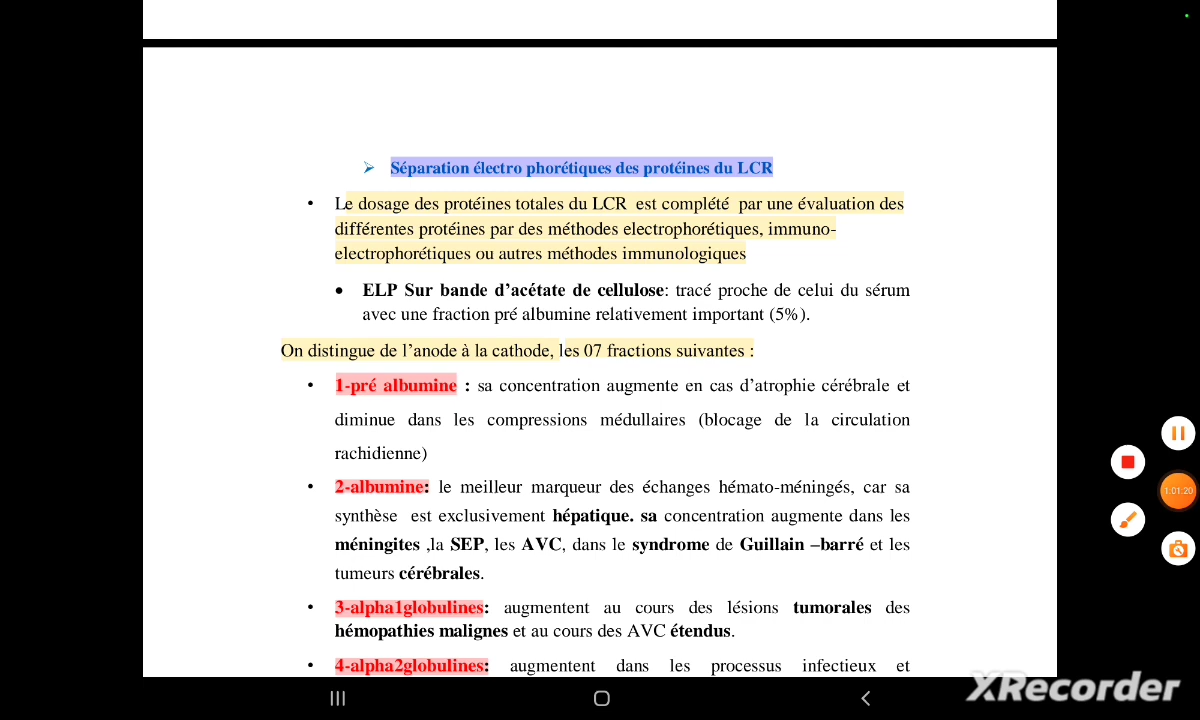 Séparation électro phorétiques des protéines du LCR
Le dosage des protéines totales du LCR est complété par une évaluation des
différentes protéines par des méthodes electrophorétiques, immuno-
electrophorétiques ou autres méthodes immunologiques
ELP Sur bande d’acétate de cellulose: tracé proche de celui du sérum
avec une fraction pré albumine relativement important (5%).
On distingue de l’anode à la cathode, les 07 fractions suivantes :
1-pré albumine : sa concentration augmente en cas d’atrophie cérébrale et
diminue dans les compressions médullaires (blocage de la circulation
rachidienne)
2-albumine: le meilleur marqueur des échanges hémato-méningés, car sa
synthèse est exclusivement hépatique. sa concentration augmente dans les
méningites ,la SEP, les AVC, dans le syndrome de Guillain –barré et les
tumeurs cérébrales.
3-alpha1globulines: augmentent au cours des lésions tumorales des
hémopathies malignes et au cours des AVC étendus.
4-alpha2globulines: augmentent dans les processus infectieux et
1:01:20
XRecorder